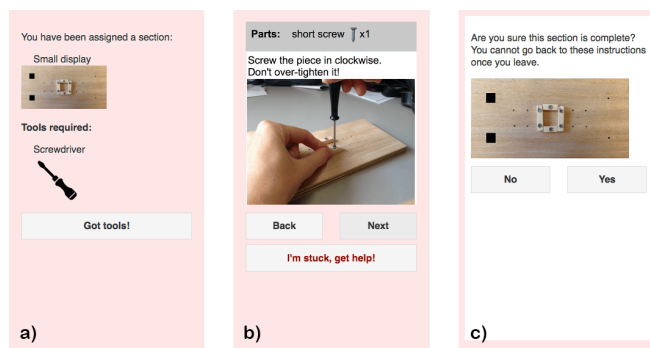 You have been assigned a section:
Small display
Tools required:
Screwdriver
Got tools!
a)
Parts: short screw x1
Screw the piece in clockwise.
Don't over-tighten it!
Back Next
I'm stuck, get help!
b)
Are you sure this section is complete?
You cannot go back to these instructions
once you leave.
No Yes
c)